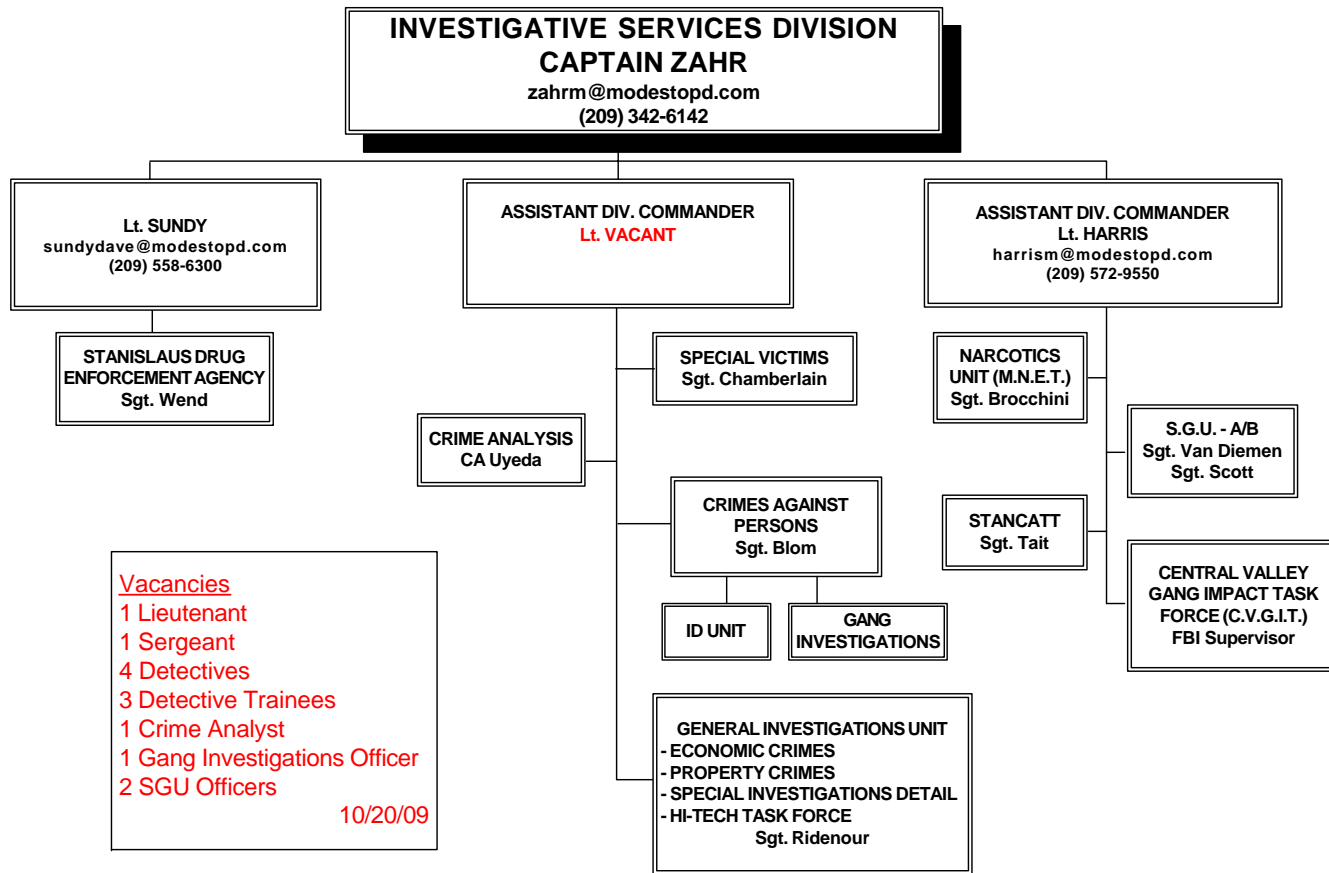 INVESTIGATIVE SERVICES DIVISION
CAPTAIN ZAHR
zahrm@modestopd.com
(209) 342-6142
Lt. SUNDY
sundydave@modestopd.com
(209) 558-6300
ASSISTANT DIV. COMMANDER
Lt. VACANT
ASSISTANT DIV. COMMANDER
Lt. HARRIS
harrism@modestopd.com
(209) 572-9550
STANISLAUS DRUG
ENFORCEMENT AGENCY
Sgt. Wend
SPECIAL VICTIMS
Sgt. Chamberlain
NARCOTICS
UNIT (M.N.E.T.)
Sgt. Brocchini
CRIME ANALYSIS
CA Uyeda
S.G.U. - A/B
Sgt. Van Diemen
Sgt. Scott
CRIMES AGAINST
PERSONS
Sgt. Blom
STANCATT
Sgt. Tait
ID UNIT
GANG
INVESTIGATIONS
CENTRAL VALLEY
GANG IMPACT TASK
FORCE (C.V.G.I.T.)
FBI Supervisor
Vacancies
1 Lieutenant
1 Sergeant
4 Detectives
3 Detective Trainees
1 Crime Analyst
1 Gang Investigations Officer
2 SGU Officers
10/20/09
GENERAL INVESTIGATIONS UNIT
- ECONOMIC CRIMES
- PROPERTY CRIMES
- SPECIAL INVESTIGATIONS DETAIL
- HI-TECH TASK FORCE
Sgt. Ridenour